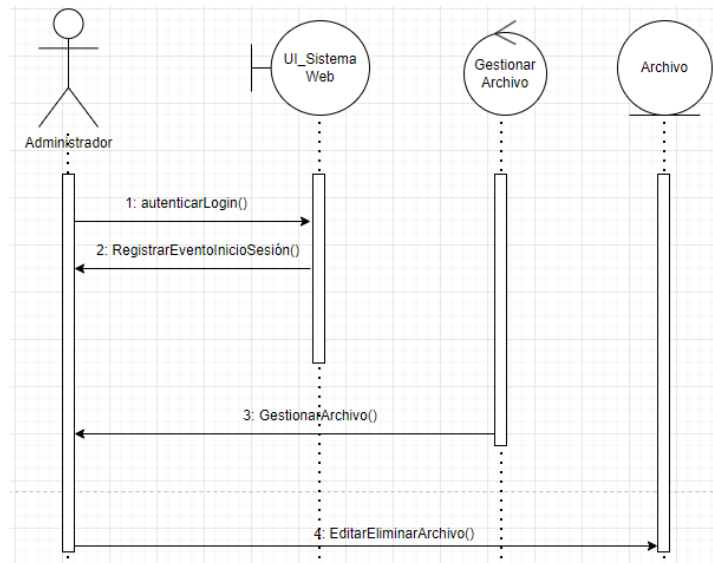 UI_Sistema
Web
Gestionar
Archivo
Archivo
Administrador
1: autenticarLogin()
2: RegistrarEventoInicioSesión()
3: GestionarArchivo()
4: EditarEliminarArchivo()